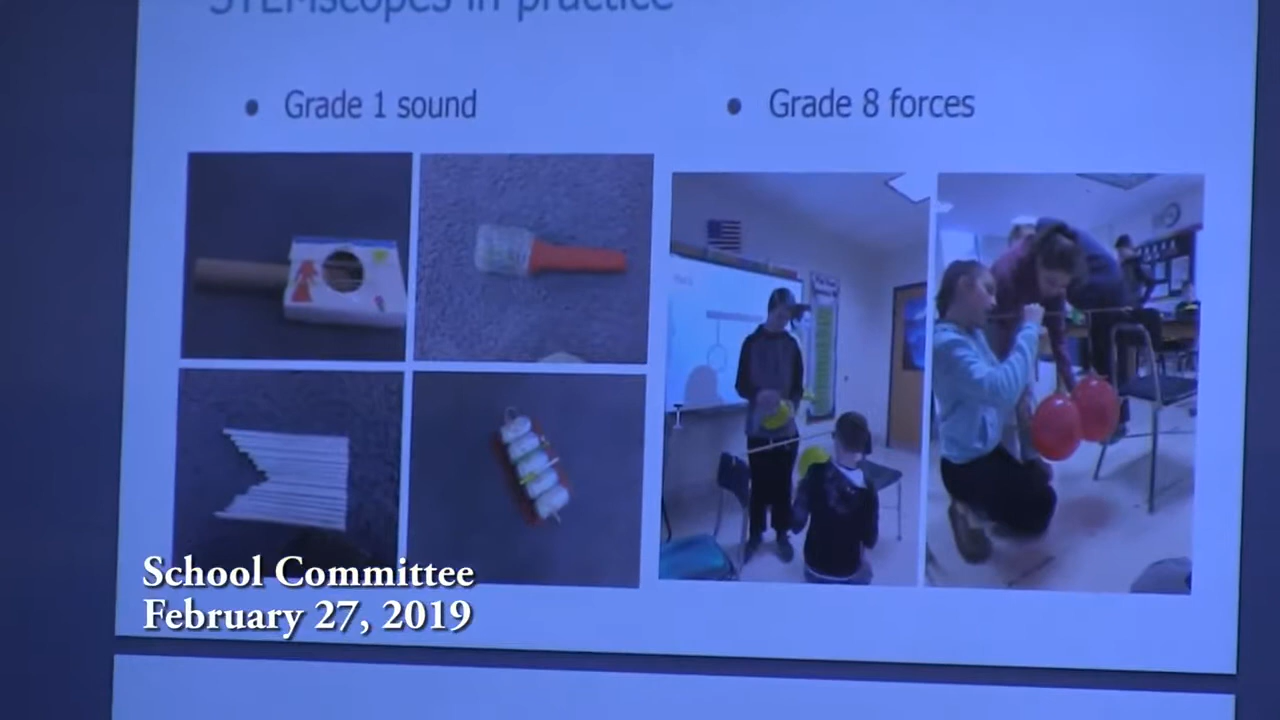 STEMscopes in practice
• Grade 1 sound
• Grade 8 forces
School Committee
February 27, 2019